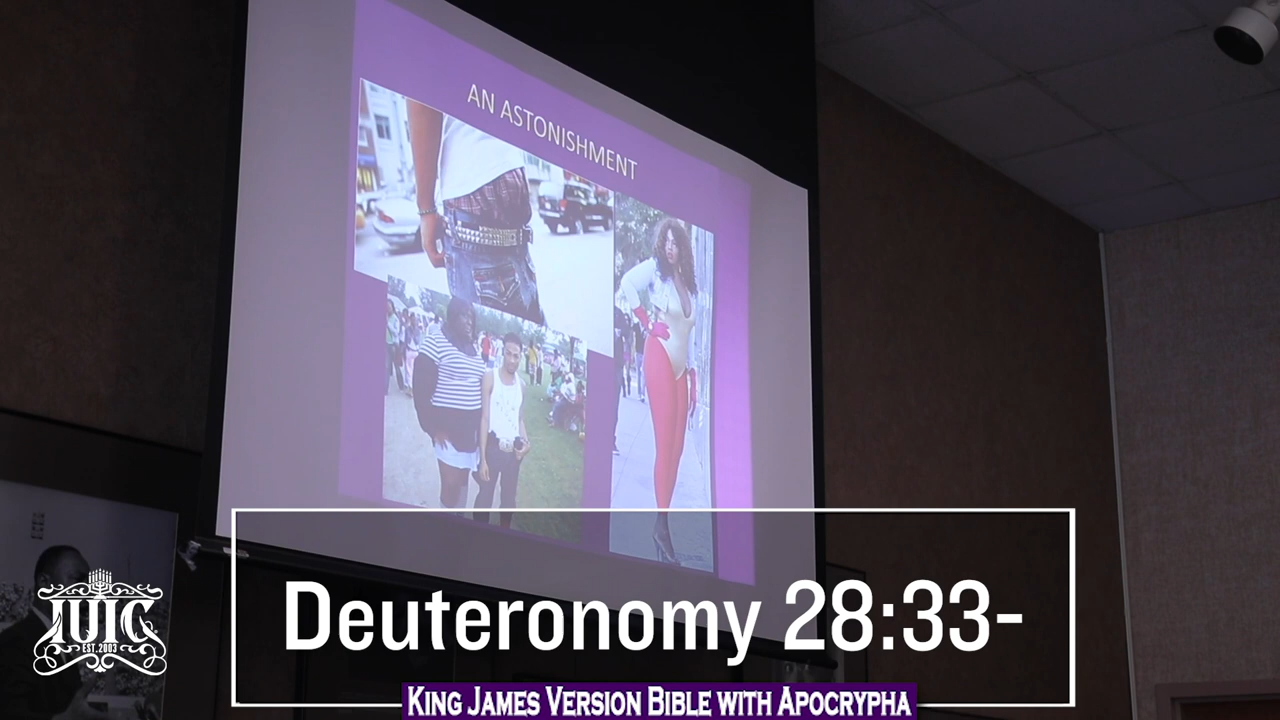 AN ASTONISHMENT
IUIC
EST. 2003
Deuteronomy 28:33-
KING JAMES VERSION BIBLE WITH APOCRYPHA